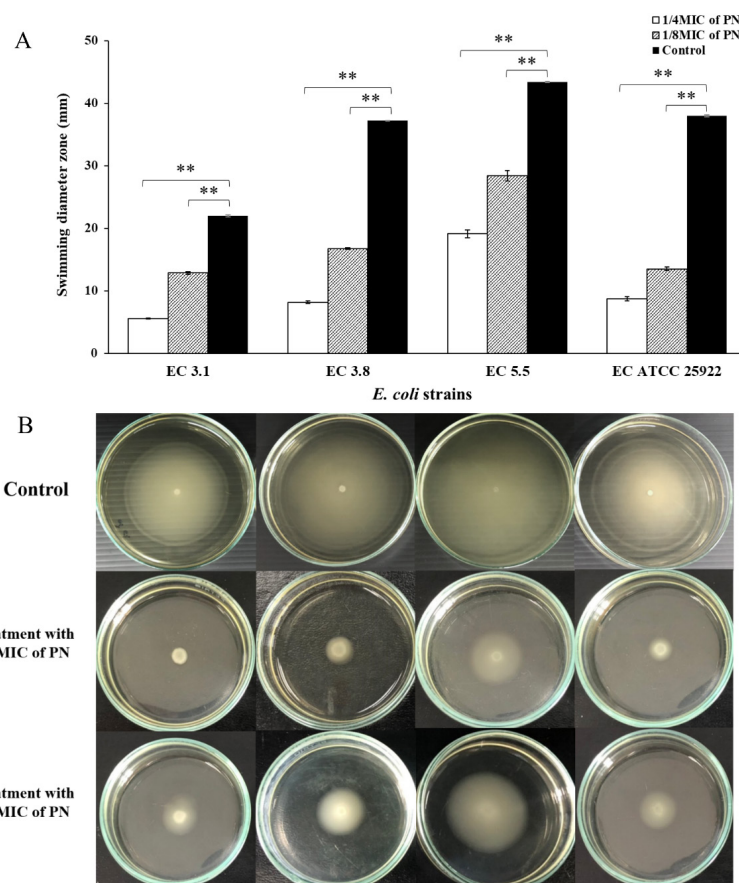 A
1/4MIC of PN
1/8MIC of PN
Control
Swimming diameter zone (mm)
50
40
30
20
10
0
**
**
**
**
**
**
**
**
EC 3.1
EC 3.8
EC 5.5
EC ATCC 25922
E. coli strains
B
Control
with
MIC of PN
with
MIC of PN